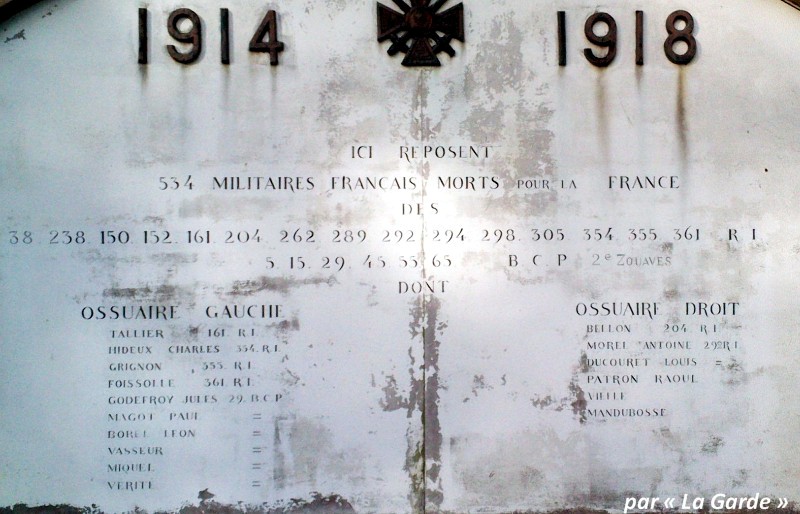 1914 1918
ICI REPOSENT
534 MILITAIRES FRANÇAIS MORTS POUR LA FRANCE
DES
38. 238. 150. 152. 161. 204. 262. 289. 292. 294. 298. 305. 354. 355. 361. R.I.
5. 15. 29. 45. 55. 65. B.C.P. 2e ZOUAVES
DONT
OSSUAIRE GAUCHE
TALLIER 161. R.I.
HIDEUX CHARLES 354. R.I.
GRIGNON 355. R.I.
FOISSOLLE 361. R.I.
GODEFROY JULES 29. B.C.P.
MAGOT PAUL =
BOREL LEON =
VASSEUR =
MIQUEL =
VERITE =
OSSUAIRE DROIT
BELLON 204. R.I.
MOREL ANTOINE R.I.
DUCOURET LOUIS =
PATRON RAOUL
VIELLE
MANDUBOSSE
par « La Garde »